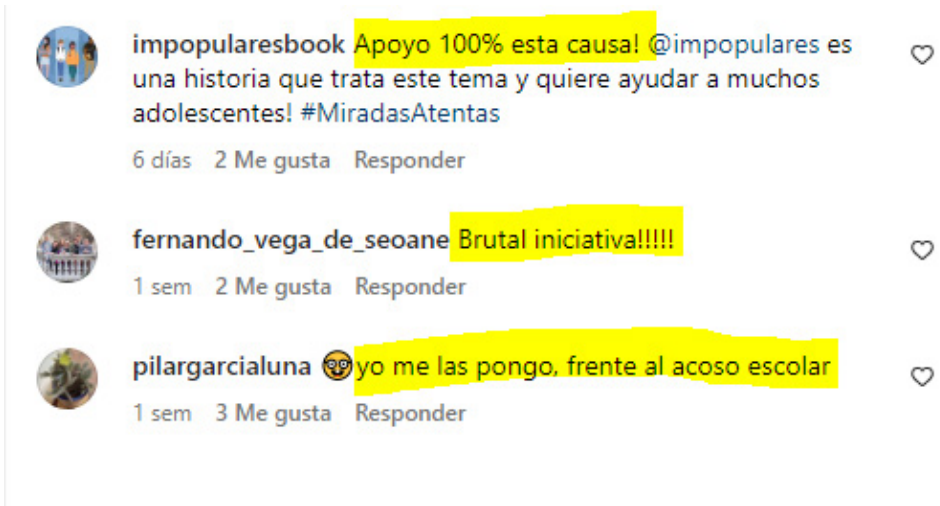 impopularesbook Apoyo 100% esta causa! @impopulares es
una historia que trata este tema y quiere ayudar a muchos
adolescentes! #MiradasAtentas
6 días 2 Me gusta Responder
fernando_vega_de_seoane Brutal iniciativa!!!!!
1 sem 2 Me gusta Responder
pilargarcialuna 🤓yo me las pongo, frente al acoso escolar
1 sem 3 Me gusta Responder